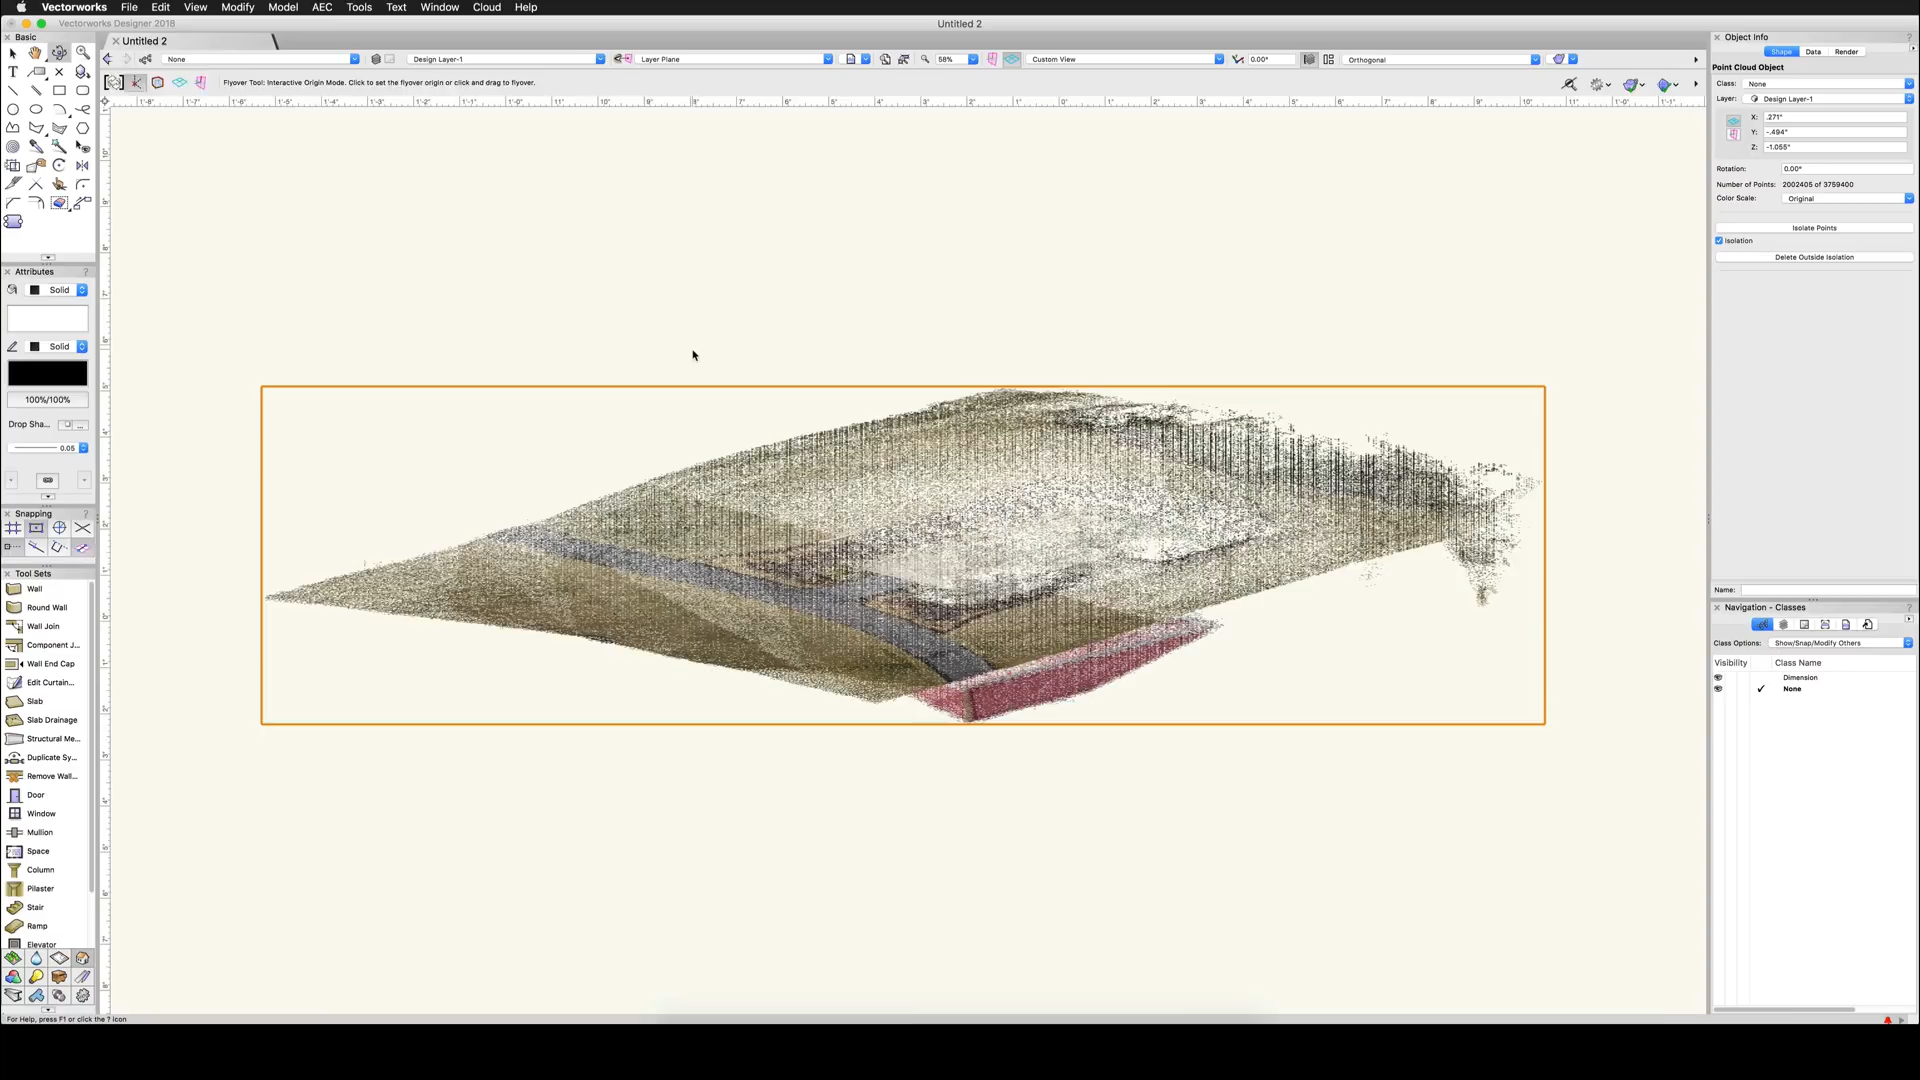 Vectorworks File Edit View Modify Model AEC Tools Text Window Cloud Help
Vectorworks Designer 2018
Untitled 2
Basic
Untitled 2
None
Design Layer-1
Layer Plane
58%
Custom View
0.00°
Orthogonal
Flyover Tool: Interactive Origin Mode. Click to set the flyover origin or click and drag to flyover.
Attributes
Solid
Solid
100%/100%
Drop Sha...
0.05
Snapping
Tool Sets
Wall
Round Wall
Wall Join
Component J...
Wall End Cap
Edit Curtain...
Slab
Slab Drainage
Structural Me...
Duplicate Sy...
Remove Wall...
Door
Window
Mullion
Space
Column
Pilaster
Stair
Ramp
Elevator
For Help, press F1 or click the ? icon
Object Info
Shape Data Render
Point Cloud Object
Class: None
Layer: Design Layer-1
X: .271"
Y: -.494"
Z: -1.055"
Rotation: 0.00°
Number of Points: 2002405 of 3759400
Color Scale: Original
Isolate Points
Isolation
Delete Outside Isolation
Name:
Navigation - Classes
Class Options: Show/Snap/Modify Others
Visibility Class Name
Dimension
None